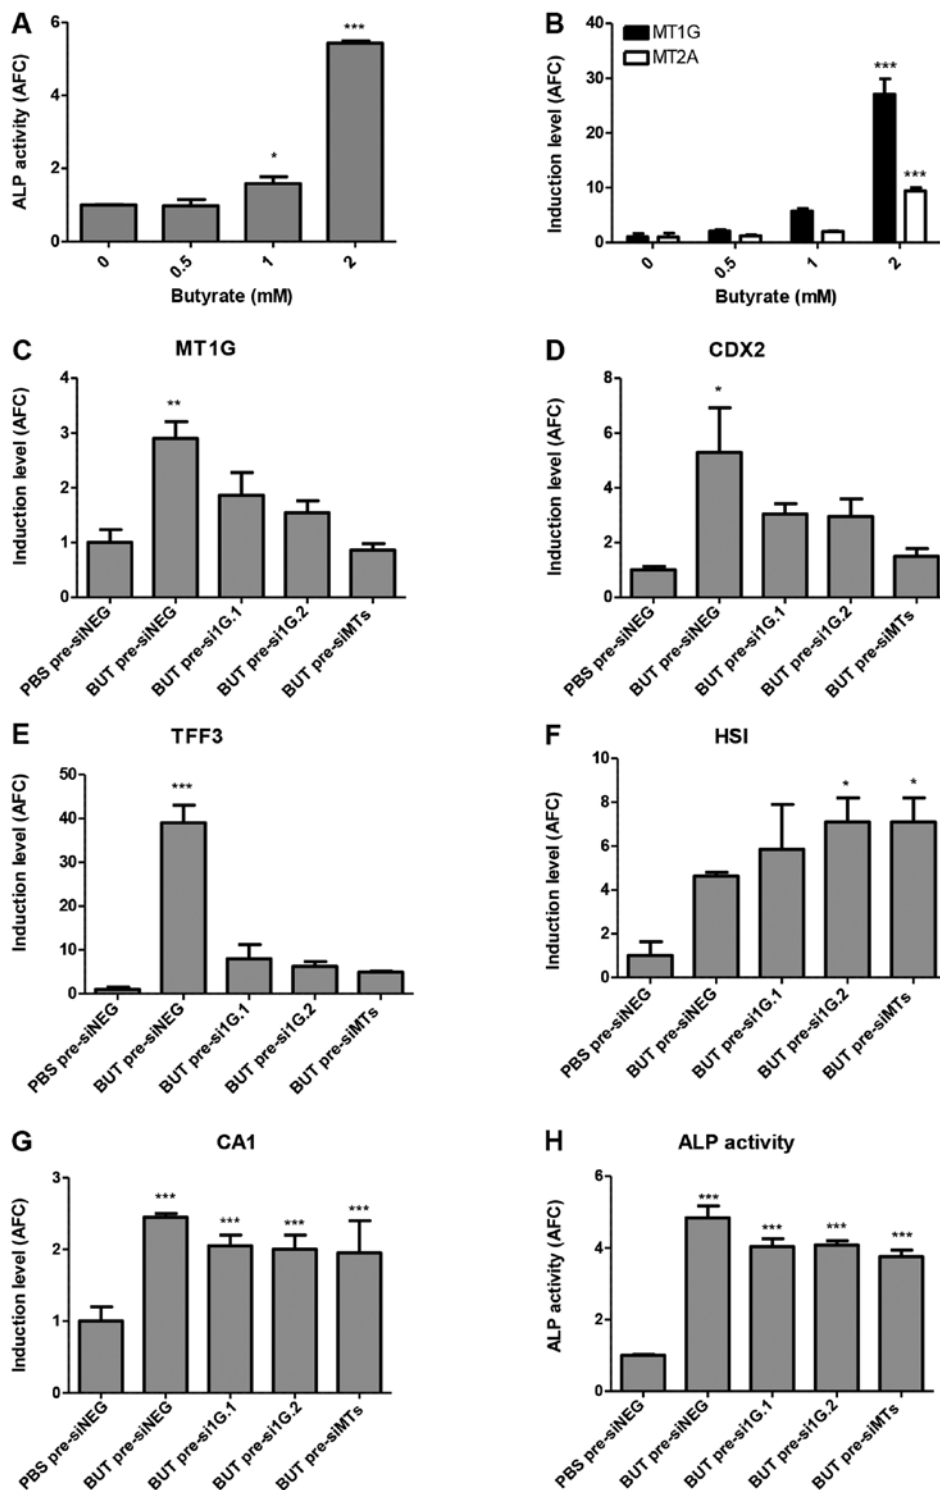 A
ALP activity (AFC)
6
4
2
0
***
*
0
0.5
1
2
Butyrate (mM)
B
MT1G
MT2A
Induction level (AFC)
40
30
20
10
0
***
***
0
0.5
1
2
Butyrate (mM)
C
MT1G
Induction level (AFC)
4
3
2
1
0
**
PBS pre-siNEG
BUT pre-siNEG
BUT pre-si1G.1
BUT pre-si1G.2
BUT pre-siMTs
D
CDX2
Induction level (AFC)
8
6
4
2
0
*
PBS pre-siNEG
BUT pre-siNEG
BUT pre-si1G.1
BUT pre-si1G.2
BUT pre-siMTs
E
TFF3
Induction level (AFC)
50
40
30
20
10
0
***
PBS pre-siNEG
BUT pre-siNEG
BUT pre-si1G.1
BUT pre-si1G.2
BUT pre-siMTs
F
HSI
Induction level (AFC)
10
8
6
4
2
0
*
*
PBS pre-siNEG
BUT pre-siNEG
BUT pre-si1G.1
BUT pre-si1G.2
BUT pre-siMTs
G
CA1
Induction level (AFC)
3
2
1
0
***
***
***
***
PBS pre-siNEG
BUT pre-siNEG
BUT pre-si1G.1
BUT pre-si1G.2
BUT pre-siMTs
H
ALP activity
ALP activity (AFC)
6
4
2
0
***
***
***
***
PBS pre-siNEG
BUT pre-siNEG
BUT pre-si1G.1
BUT pre-si1G.2
BUT pre-siMTs